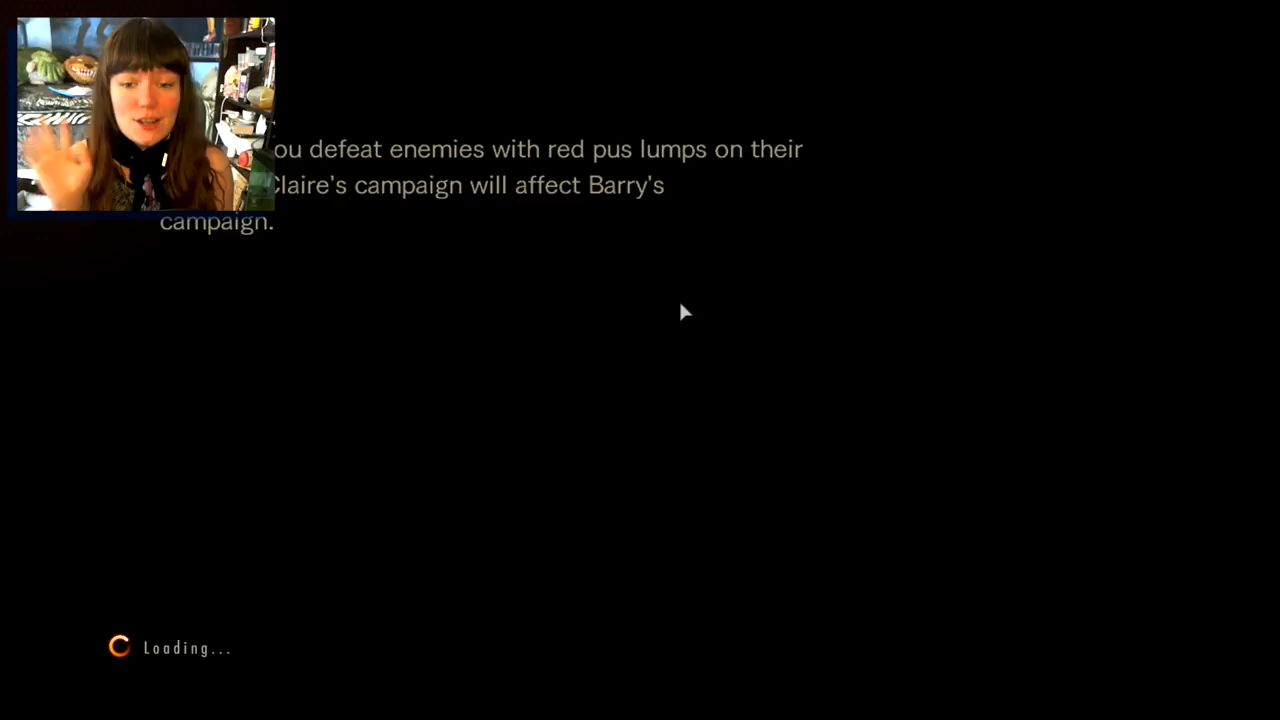 ou defeat enemies with red pus lumps on their
Claire's campaign will affect Barry's
campaign.
Loading...